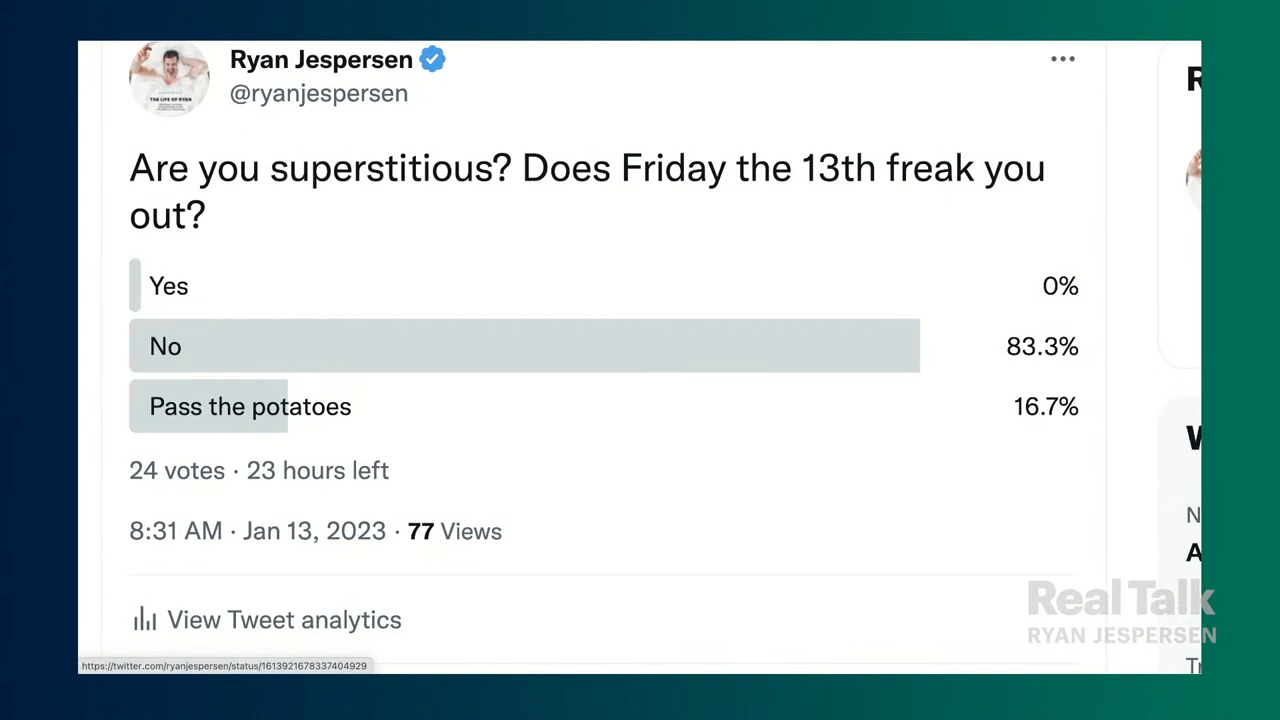 Ryan Jespersen
@ryanjespersen
Are you superstitious? Does Friday the 13th freak you
out?
Yes 0%
No 83.3%
Pass the potatoes 16.7%
24 votes · 23 hours left
8:31 AM · Jan 13, 2023 · 77 Views
View Tweet analytics
https://twitter.com/ryanjespersen/status/1613921678337404929
THE LIFE OF RYAN
R
W
N
A
Tr
Real Talk
RYAN JESPERSEN